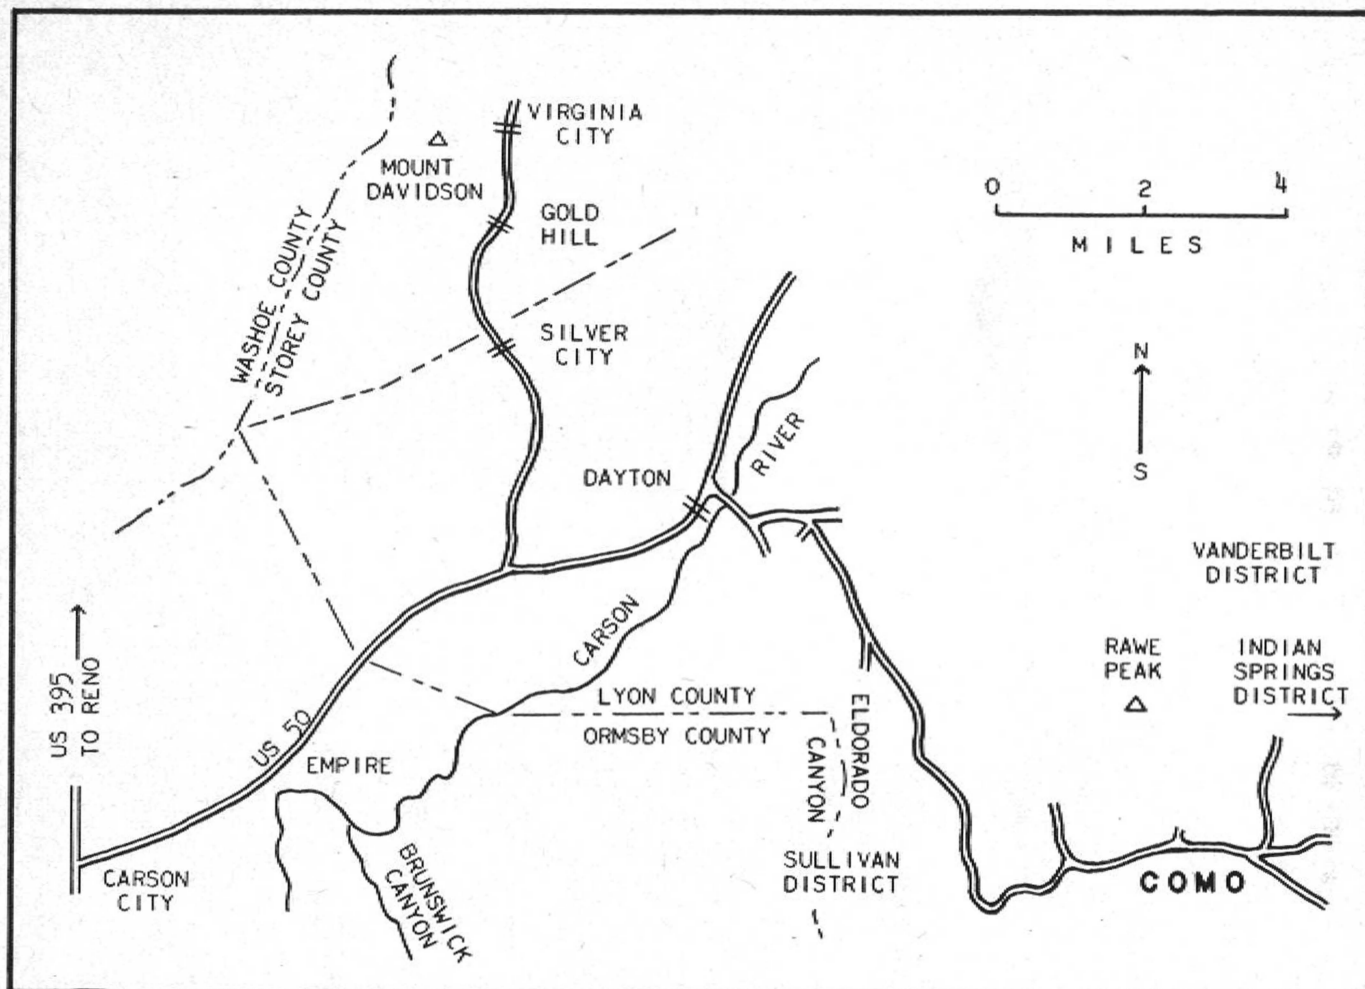 VIRGINIA
CITY
MOUNT
DAVIDSON
0 2 4
MILES
GOLD
HILL
WASHOE COUNTY
STOREY COUNTY
SILVER
CITY
N
S
DAYTON
RIVER
VANDERBILT
DISTRICT
CARSON
RAWE
PEAK
INDIAN
SPRINGS
DISTRICT
US 395
TO RENO
US 50
LYON COUNTY
ORMSBY COUNTY
ELDORADO
CANYON
EMPIRE
BRUNSWICK
CANYON
SULLIVAN
DISTRICT
CARSON
CITY
COMO